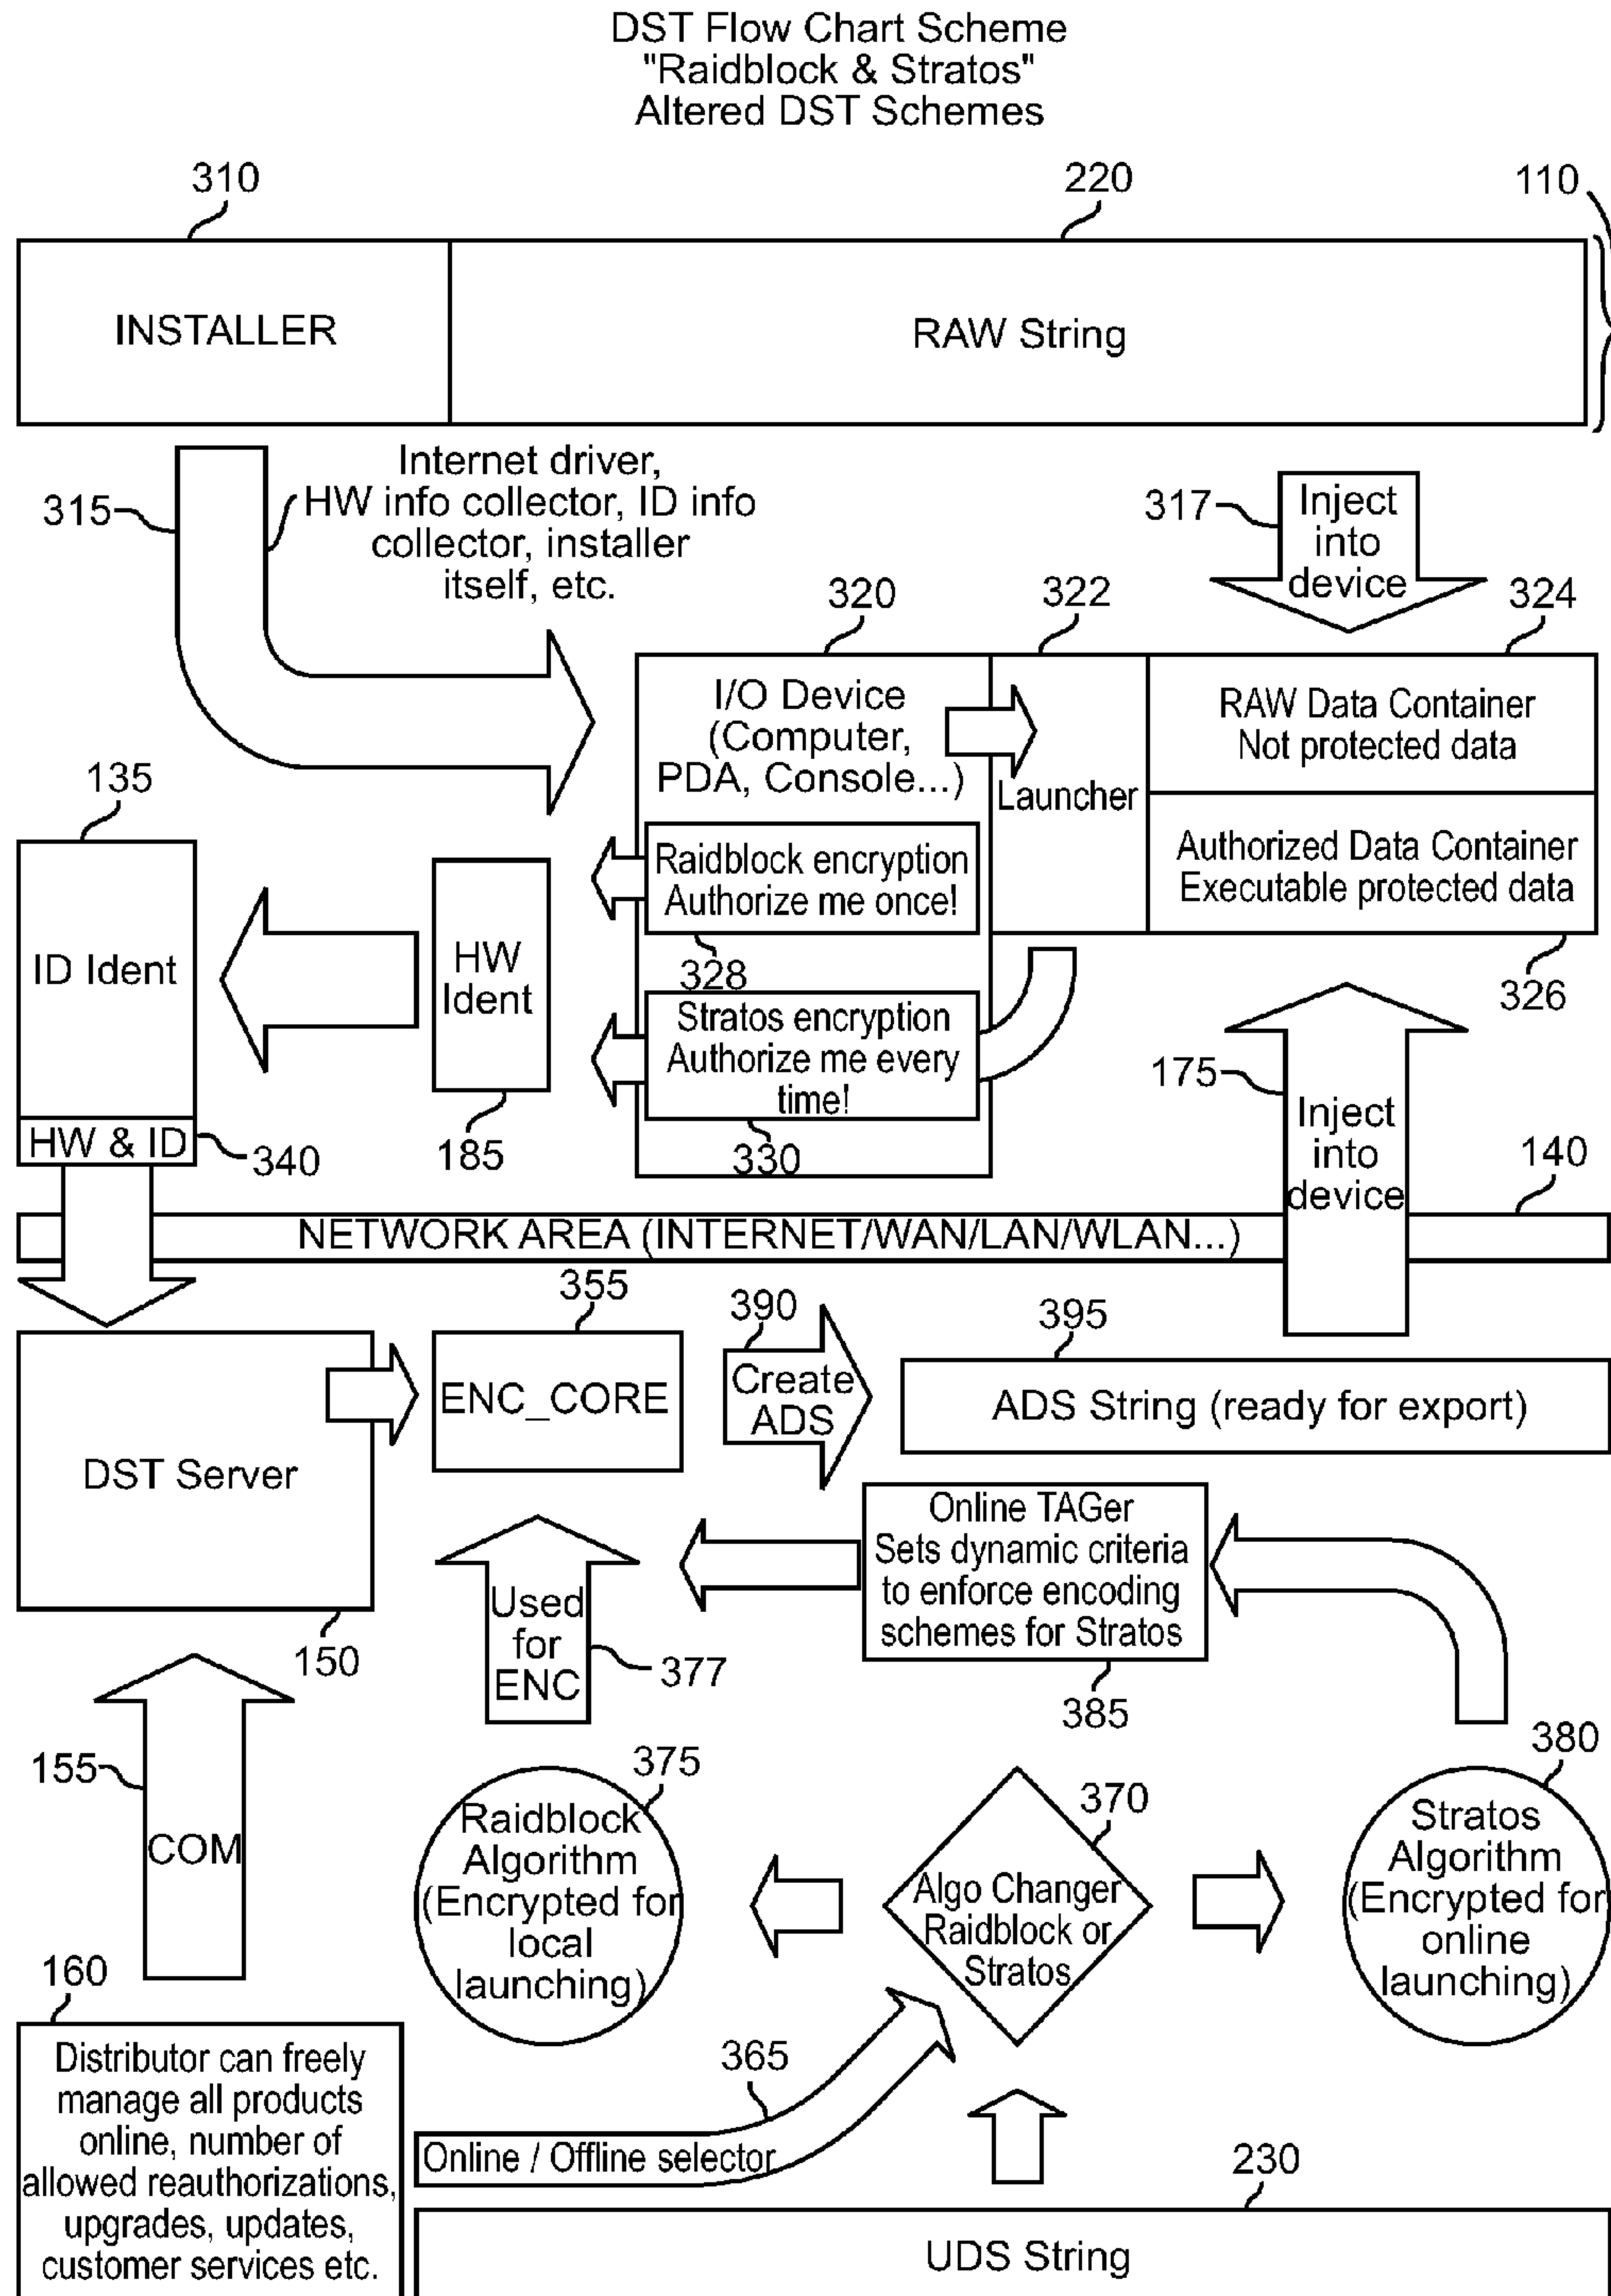 DST Flow Chart Scheme
"Raidblock & Stratos"
Altered DST Schemes
310
220
110
INSTALLER
RAW String
315
Internet driver,
HW info collector, ID info
collector, installer
itself, etc.
317
Inject
into
device
320
322
324
I/O Device
(Computer,
PDA, Console...)
Launcher
RAW Data Container
Not protected data
Authorized Data Container
Executable protected data
326
135
ID Ident
HW & ID
340
HW
Ident
185
Raidblock encryption
Authorize me once!
328
Stratos encryption
Authorize me every
time!
330
175
Inject
into
device
140
NETWORK AREA (INTERNET/WAN/LAN/WLAN...)
355
390
395
DST Server
150
ENC_CORE
Create
ADS
ADS String (ready for export)
Online TAGer
Sets dynamic criteria
to enforce encoding
schemes for Stratos
385
Used
for
ENC
377
155
COM
375
Raidblock
Algorithm
(Encrypted for
local
launching)
370
Algo Changer
Raidblock or
Stratos
380
Stratos
Algorithm
(Encrypted for
online
launching)
160
Distributor can freely
manage all products
online, number of
allowed reauthorizations,
upgrades, updates,
customer services etc.
365
Online / Offline selector
230
UDS String